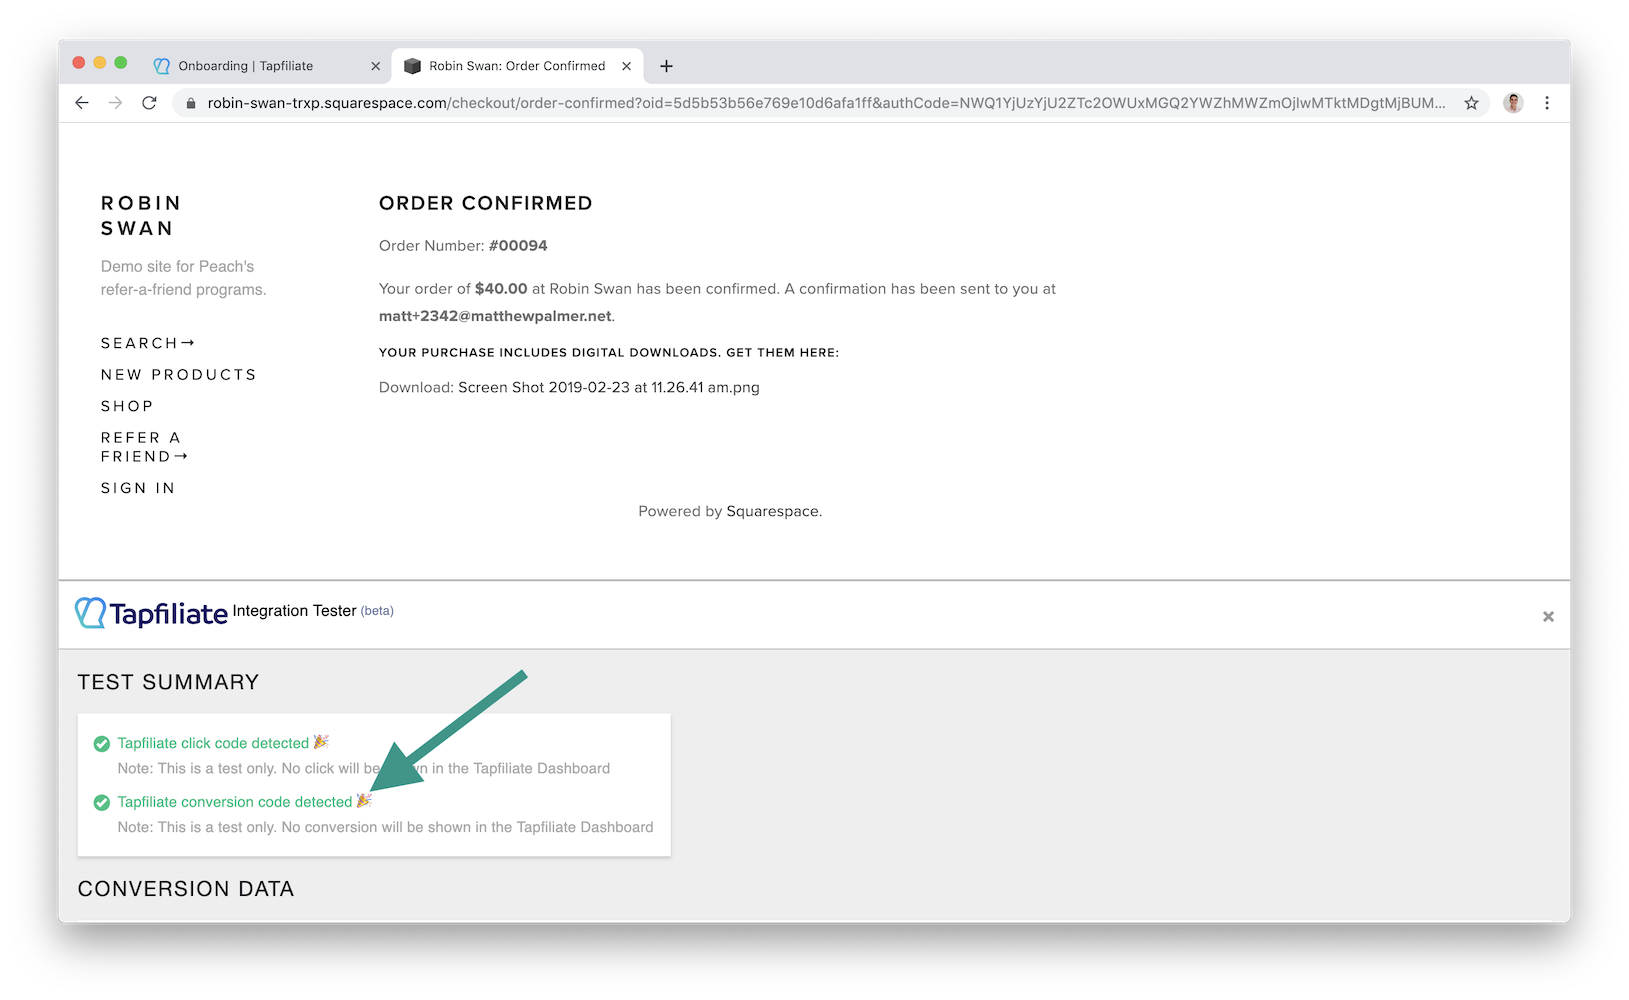 Onboarding | Tapfiliate
Robin Swan: Order Confirmed
robin-swan-trxp.squarespace.com/checkout/order-confirmed?oid=5d5b53b56e769e10d6afa1ff&authCode=NWQ1YjUzYjU2ZTc2OWUxMGQ2YWZhMWZmOjIwMTktMDgtMjBUM...
ROBIN
SWAN
Demo site for Peach's
refer-a-friend programs.
SEARCH→
NEW PRODUCTS
SHOP
REFER A
FRIEND→
SIGN IN
ORDER CONFIRMED
Order Number: #00094
Your order of $40.00 at Robin Swan has been confirmed. A confirmation has been sent to you at
matt+2342@matthewpalmer.net.
YOUR PURCHASE INCLUDES DIGITAL DOWNLOADS. GET THEM HERE:
Download: Screen Shot 2019-02-23 at 11.26.41 am.png
Powered by Squarespace.
Tapfiliate Integration Tester (beta)
TEST SUMMARY
Tapfiliate click code detected 🎉
Note: This is a test only. No click will be in the Tapfiliate Dashboard
Tapfiliate conversion code detected 🎉
Note: This is a test only. No conversion will be shown in the Tapfiliate Dashboard
CONVERSION DATA